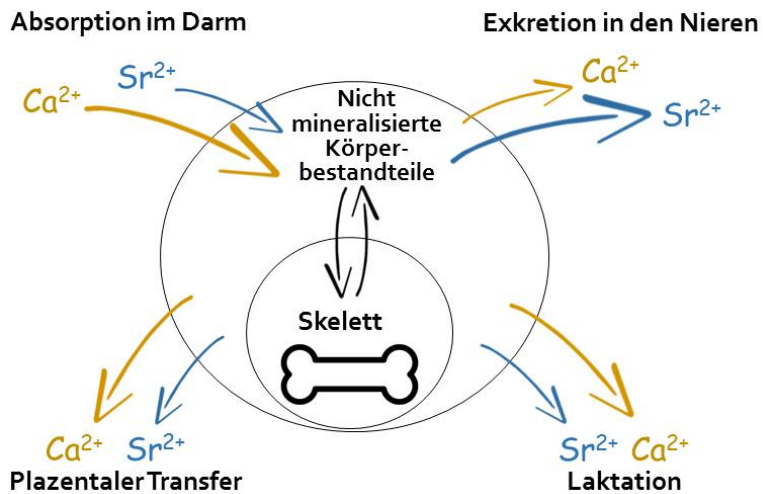 Absorption im Darm
Exkretion in den Nieren
Sr²⁺
Ca²⁺
Ca²⁺
Sr²⁺
Nicht
mineralisierte
Körper-
bestandteile
Skelett
Ca²⁺ Sr²⁺
Plazentaler Transfer
Sr²⁺ Ca²⁺
Laktation